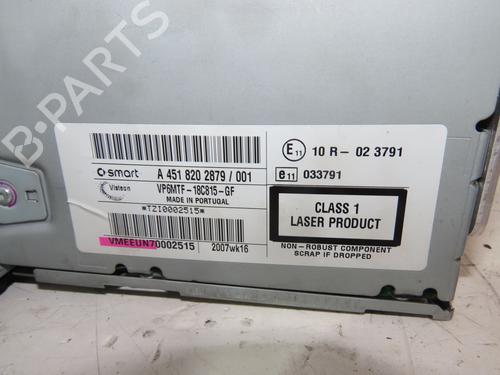 B-PARTS
smart A 451 820 2879 / 001
Visteon VP6MTF-18C815-GF
MADE IN PORTUGAL
*TZI0002515*
VMEEUN70002515 2007wk16
E11 10 R- 02 3791
e11 033791
CLASS 1
LASER PRODUCT
NON-ROBUST COMPONENT
SCRAP IF DROPPED